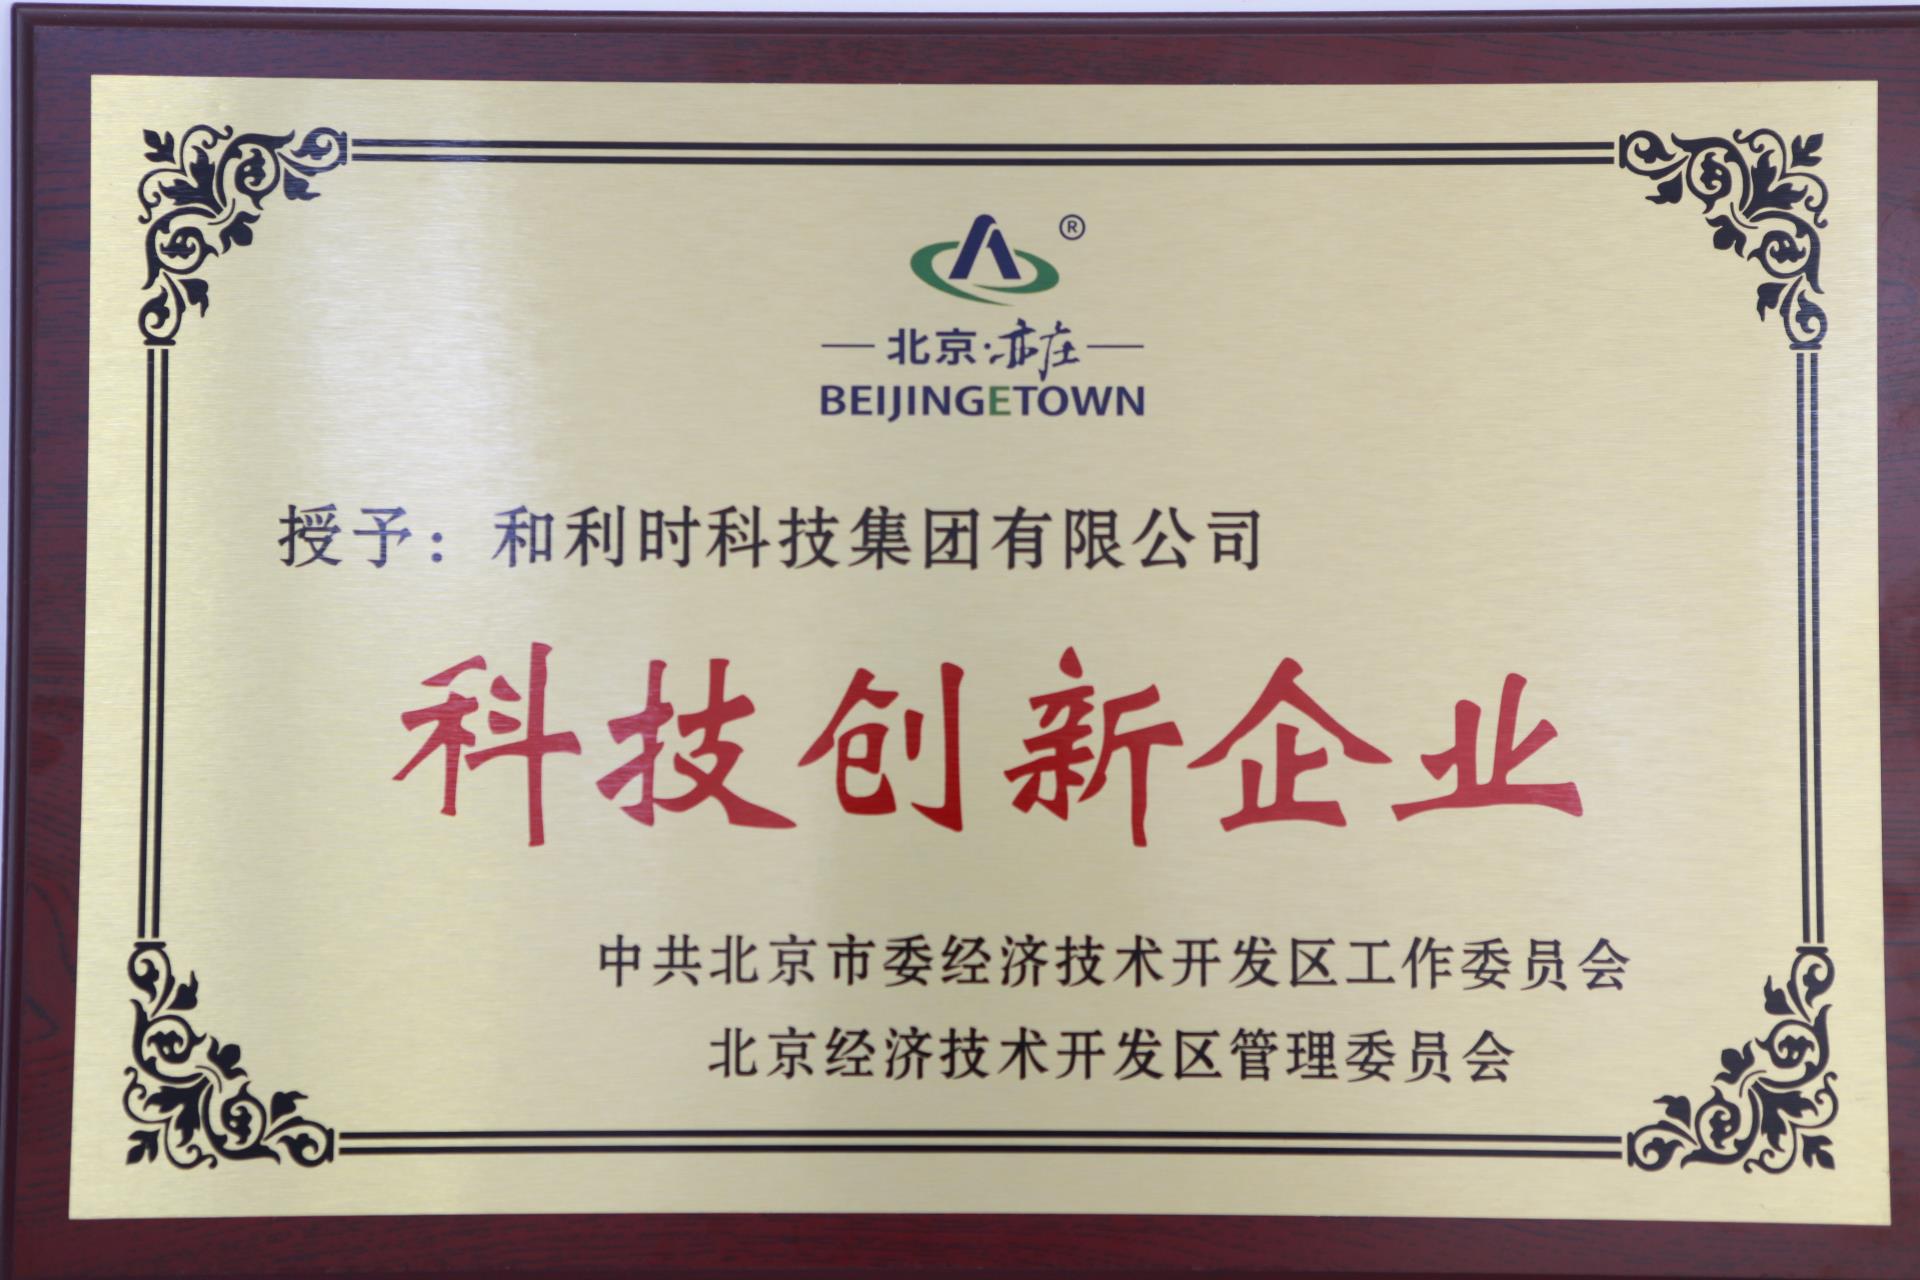 ®
北京·亦庄
BEIJINGETOWN
授予：和利时科技集团有限公司
科技创新企业
中共北京市委经济技术开发区工作委员会
北京经济技术开发区管理委员会